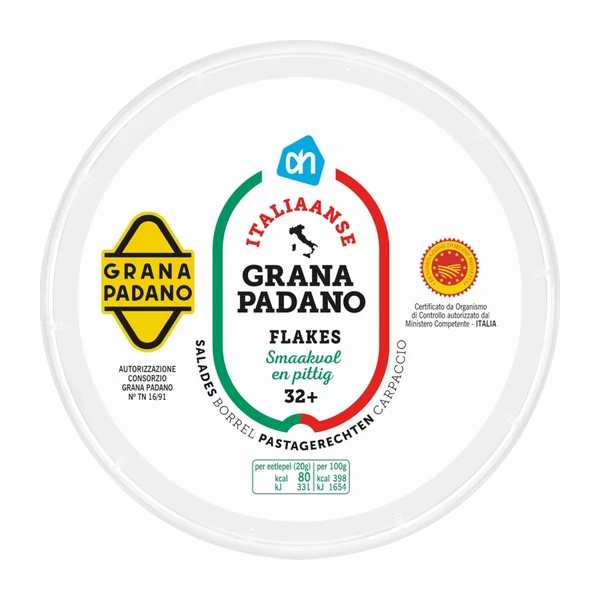 ah
ITALIAANSE
GRANA
PADANO
FLAKES
Smaakvol
en pittig
32+
SALADES BORREL PASTAGERECHTEN CARPACCIO
GRANA
PADANO
AUTORIZZAZIONE
CONSORZIO
GRANA PADANO
N° TN 16/91
Certificato da Organismo
di Controllo autorizzato dal
Ministero Competente - ITALIA
per eetlepel (20g) per 100g
kcal 80 kcal 398
kJ 331 kJ 1654